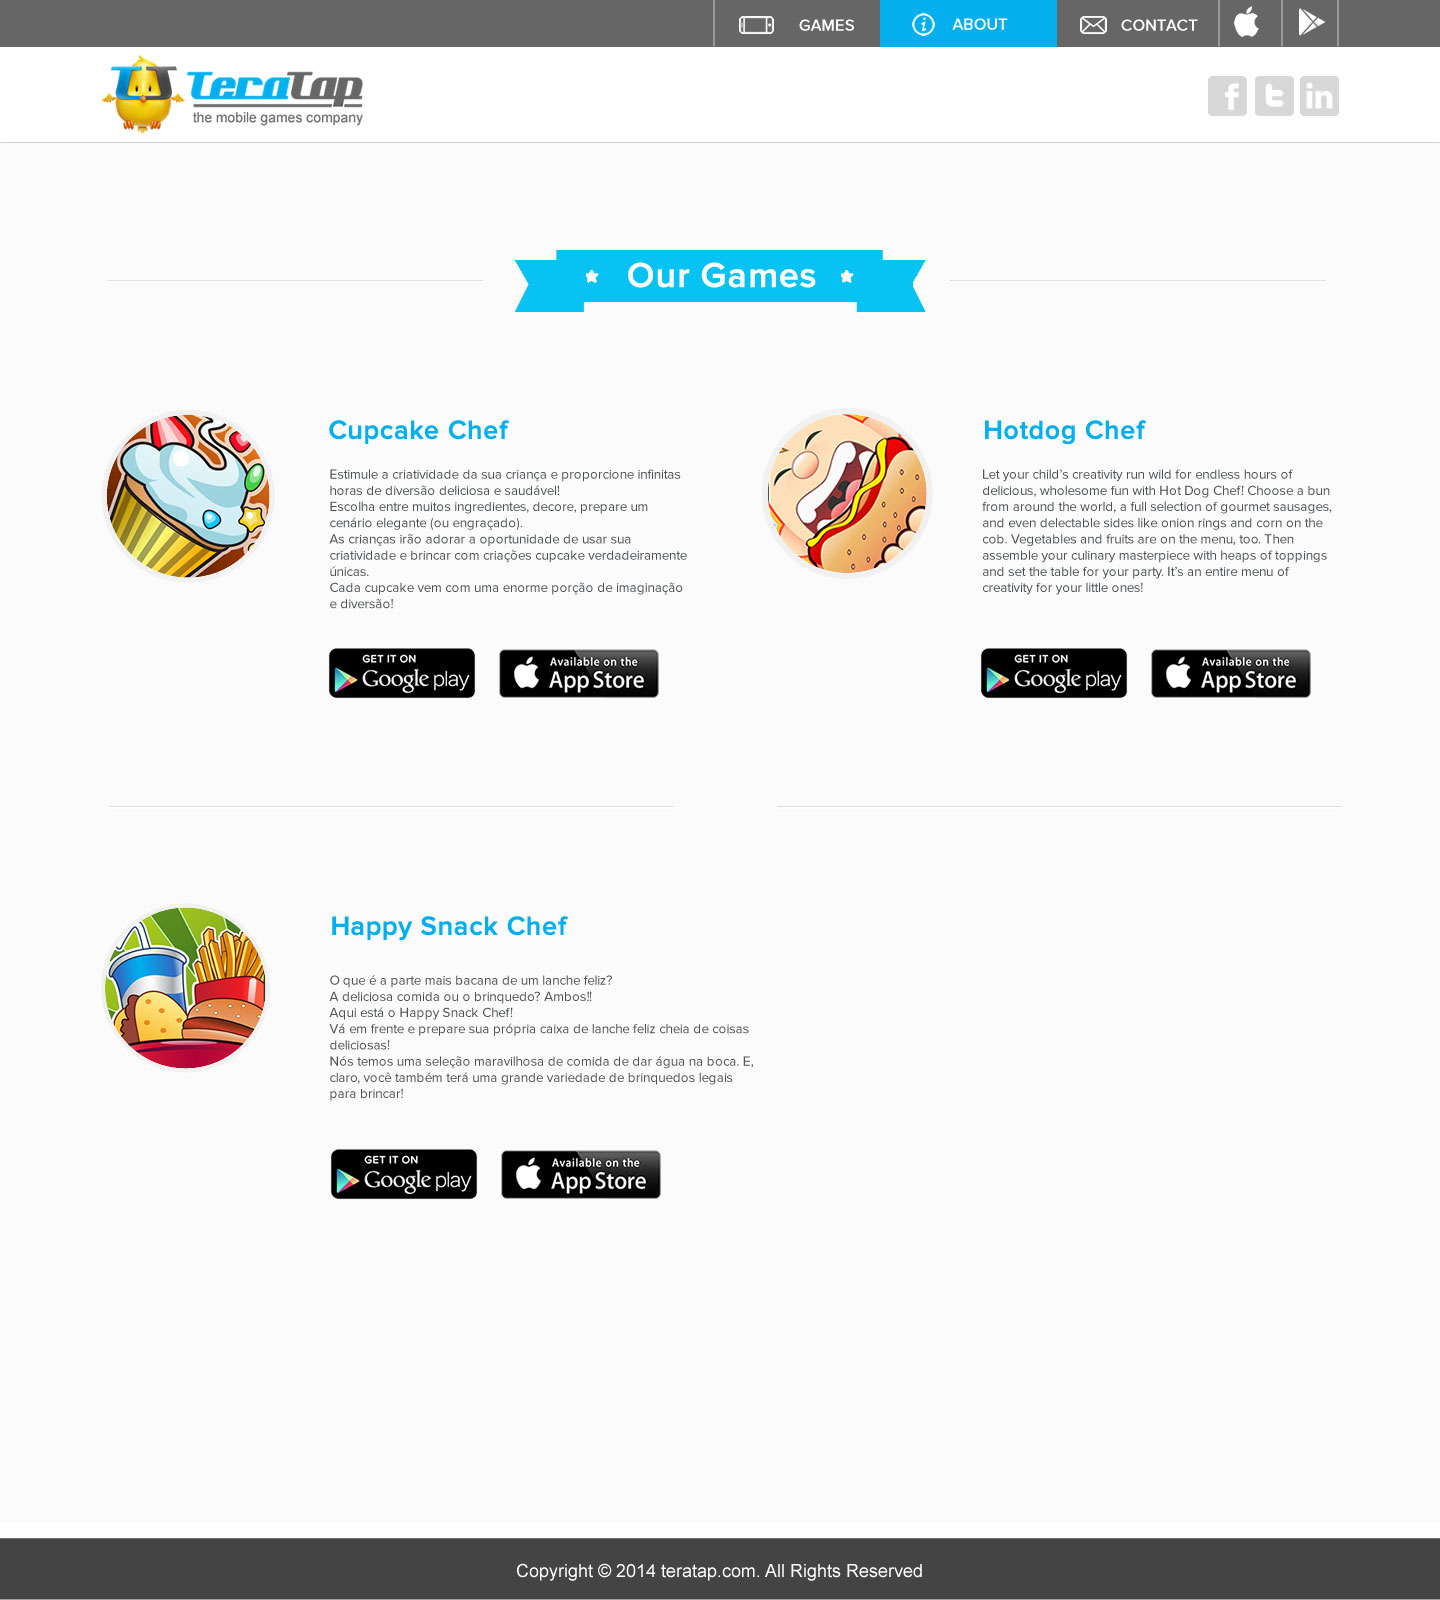 GAMES
ABOUT
CONTACT
TeraTap
the mobile games company
Our Games
Cupcake Chef
Estimule a criatividade da sua criança e proporcione infinitas
horas de diversão deliciosa e saudável!
Escolha entre muitos ingredientes, decore, prepare um
cenário elegante (ou engraçado).
As crianças irão adorar a oportunidade de usar sua
criatividade e brincar com criações cupcake verdadeiramente
únicas.
Cada cupcake vem com uma enorme porção de imaginação
e diversão!
GET IT ON
Google play
Available on the
App Store
Hotdog Chef
Let your child’s creativity run wild for endless hours of
delicious, wholesome fun with Hot Dog Chef! Choose a bun
from around the world, a full selection of gourmet sausages,
and even delectable sides like onion rings and corn on the
cob. Vegetables and fruits are on the menu, too. Then
assemble your culinary masterpiece with heaps of toppings
and set the table for your party. It’s an entire menu of
creativity for your little ones!
GET IT ON
Google play
Available on the
App Store
Happy Snack Chef
O que é a parte mais bacana de um lanche feliz?
A deliciosa comida ou o brinquedo? Ambos!!
Aqui está o Happy Snack Chef!
Vá em frente e prepare sua própria caixa de lanche feliz cheia de coisas
deliciosas!
Nós temos uma seleção maravilhosa de comida de dar água na boca. E,
claro, você também terá uma grande variedade de brinquedos legais
para brincar!
GET IT ON
Google play
Available on the
App Store
Copyright © 2014 teratap.com. All Rights Reserved